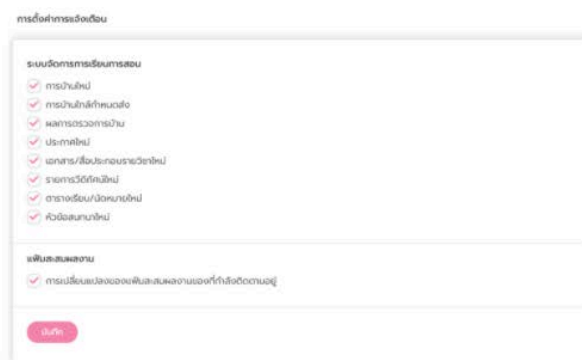 การตั้งค่าการแจ้งเตือน
ระบบจัดการการเรียนการสอน
การบ้านใหม่
การบ้านใกล้กำหนดส่ง
ผลการตรวจการบ้าน
ประกาศใหม่
เอกสาร/สื่อประกอบรายวิชาใหม่
รายการวีดิทัศน์ใหม่
ตารางเรียน/นัดหมายใหม่
หัวข้อสนทนาใหม่
แฟ้มสะสมผลงาน
การเปลี่ยนแปลงของแฟ้มสะสมผลงานของที่กำลังติดตามอยู่
บันทึก